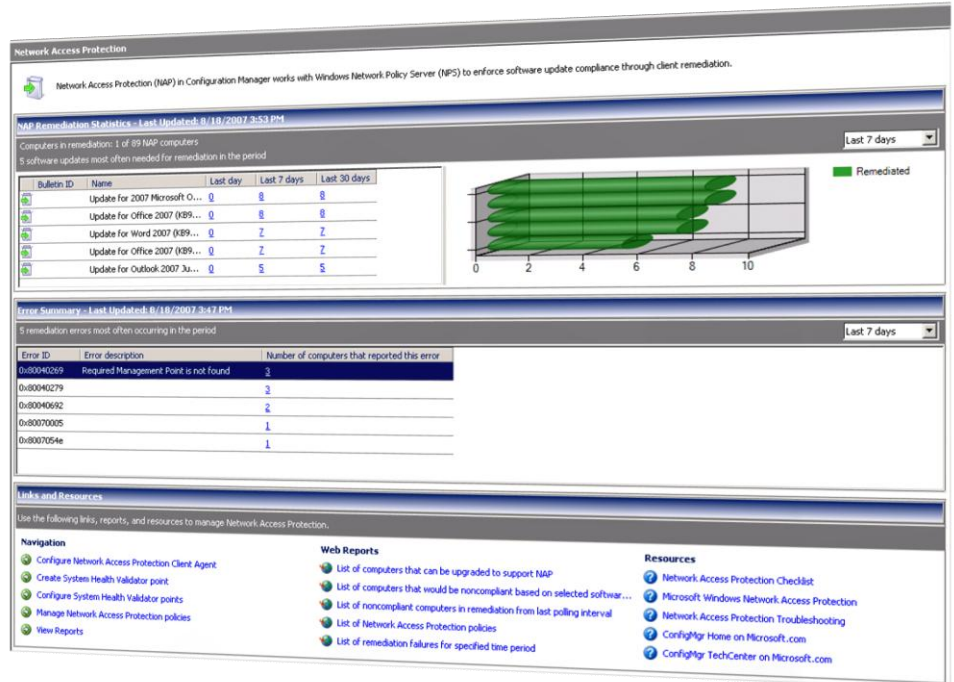 Network Access Protection
Network Access Protection (NAP) in Configuration Manager works with Windows Network Policy Server (NPS) to enforce software update compliance through client remediation.
NAP Remediation Statistics - Last Updated: 8/18/2007 3:53 PM
Computers in remediation: 1 of 89 NAP computers
5 software updates most often needed for remediation in the period
Last 7 days
Bulletin ID Name Last day Last 7 days Last 30 days
Update for 2007 Microsoft O... 0 8 8
Update for Office 2007 (KB9... 0 8 8
Update for Word 2007 (KB9... 0 7 7
Update for Office 2007 (KB9... 0 7 7
Update for Outlook 2007 Ju... 0 5 5
0 2 4 6 8 10
Remediated
Error Summary - Last Updated: 8/18/2007 3:47 PM
5 remediation errors most often occurring in the period
Last 7 days
Error ID Error description Number of computers that reported this error
0x80040269 Required Management Point is not found 3
0x80040279 3
0x80040692 2
0x80070005 1
0x8007054e 1
Links and Resources
Use the following links, reports, and resources to manage Network Access Protection.
Navigation
Configure Network Access Protection Client Agent
Create System Health Validator point
Configure System Health Validator points
Manage Network Access Protection policies
View Reports
Web Reports
List of computers that can be upgraded to support NAP
List of computers that would be noncompliant based on selected softwar...
List of noncompliant computers in remediation from last polling interval
List of Network Access Protection policies
List of remediation failures for specified time period
Resources
Network Access Protection Checklist
Microsoft Windows Network Access Protection
Network Access Protection Troubleshooting
ConfigMgr Home on Microsoft.com
ConfigMgr TechCenter on Microsoft.com